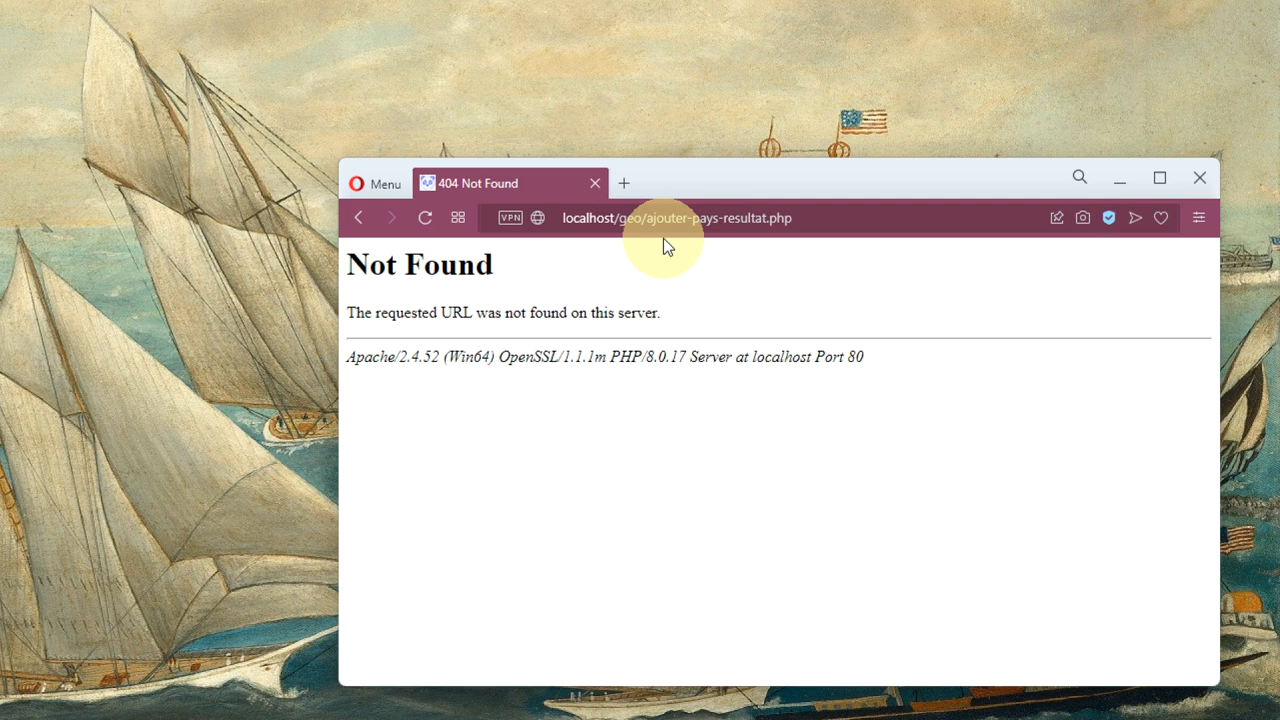 Menu
404 Not Found
VPN
localhost/geo/ajouter-pays-resultat.php
Not Found
The requested URL was not found on this server.
Apache/2.4.52 (Win64) OpenSSL/1.1.1m PHP/8.0.17 Server at localhost Port 80